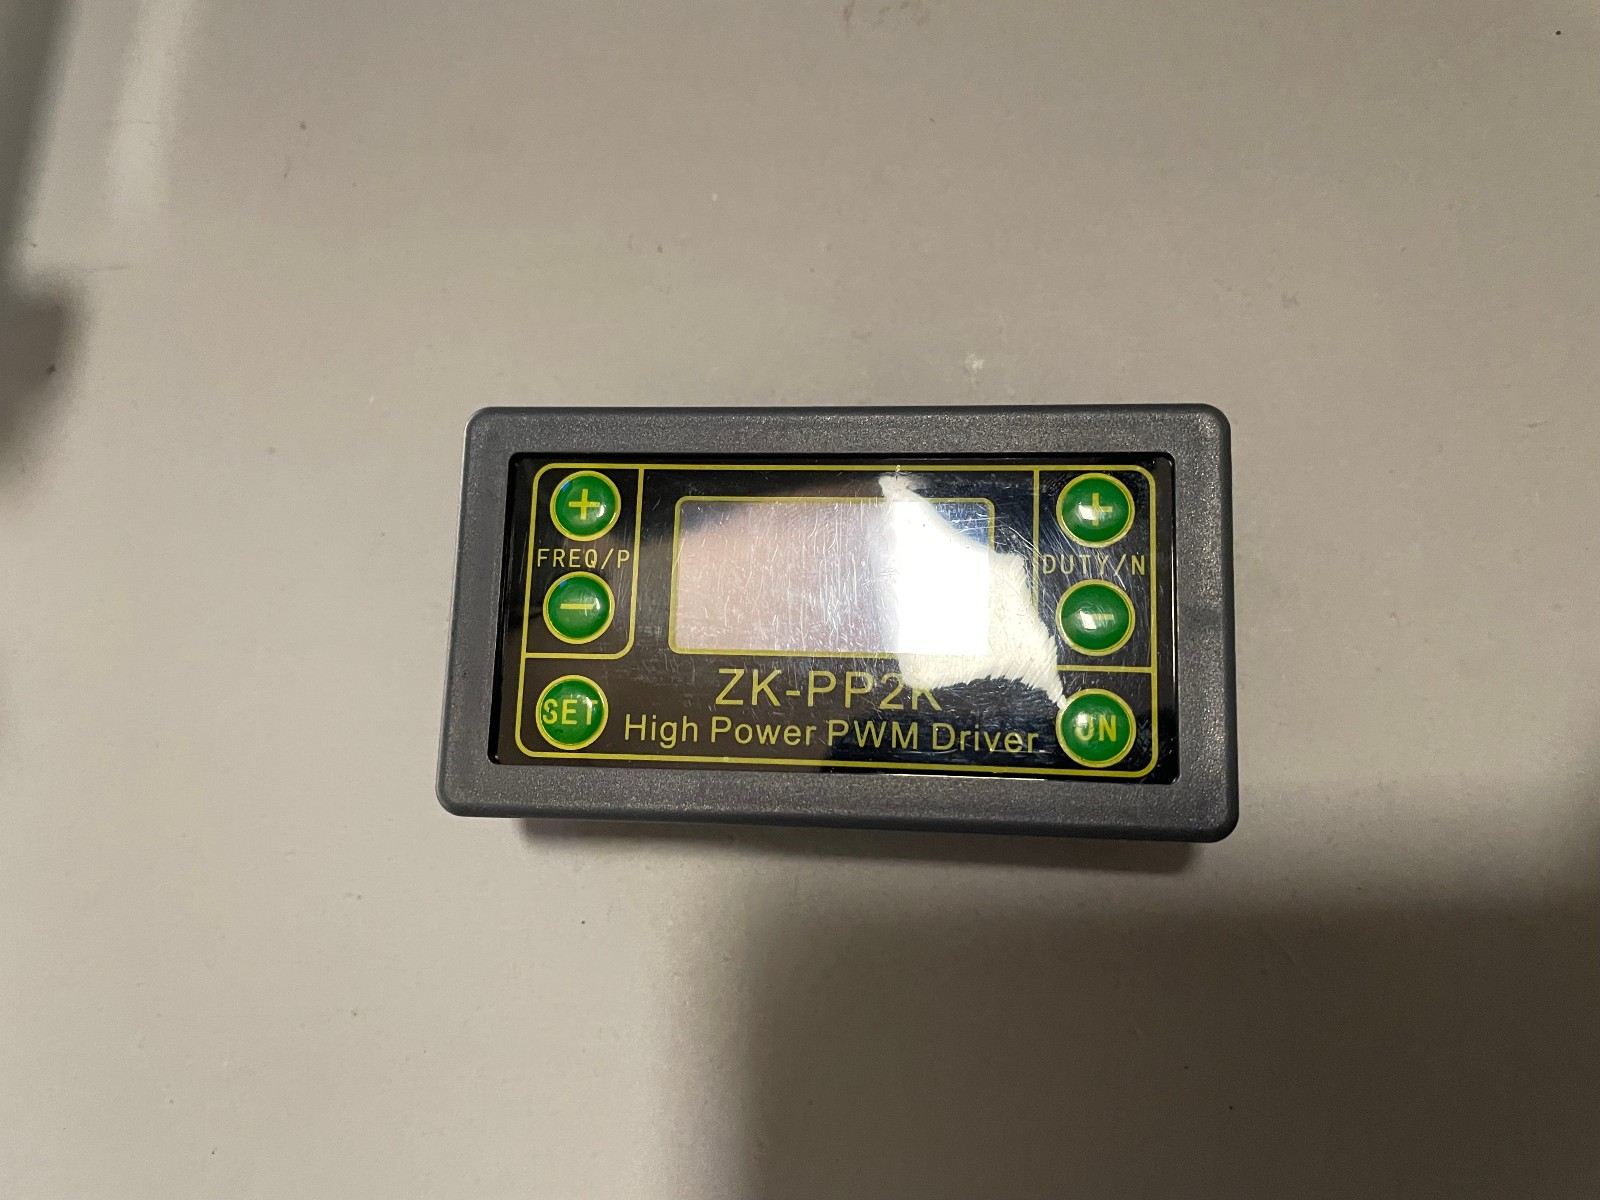 +
+
FREQ/P
DUTY/N
−
−
ZK-PP2K
SET
High Power PWM Driver
ON